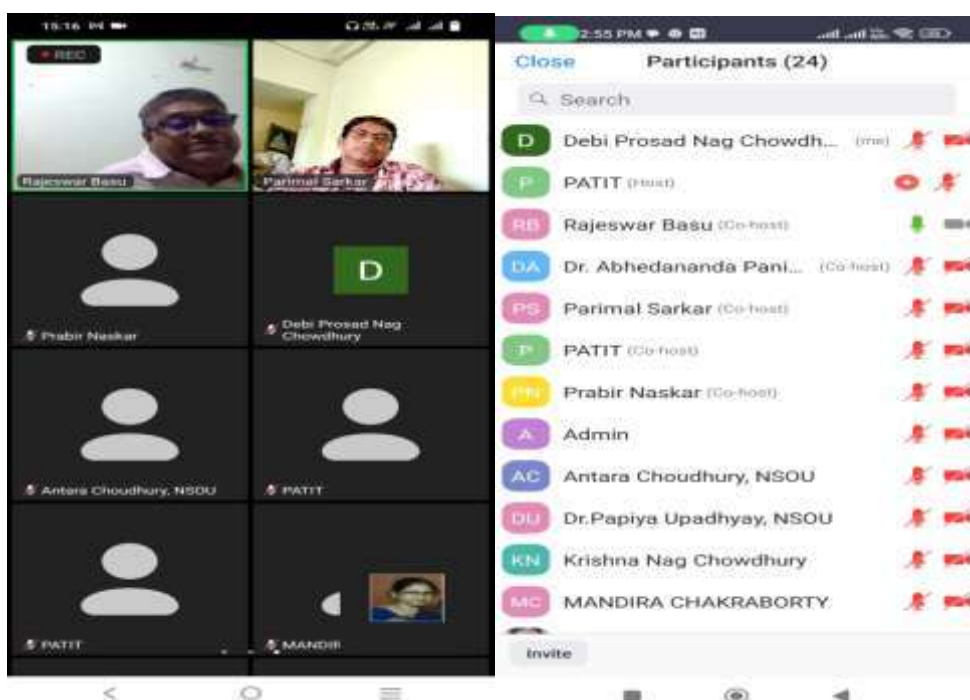 15:16
REC
Rajeswar Basu
Parimal Sarkar
Prabir Naskar
D
Debi Prosad Nag
Chowdhury
Antara Choudhury, NSOU
PATIT
PATIT
MANDIR
2:55 PM
Close Participants (24)
Search
D Debi Prosad Nag Chowdh... (me)
P PATIT (Host)
RB Rajeswar Basu (Co-host)
DA Dr. Abhedananda Pani... (Co-host)
PS Parimal Sarkar (Co-host)
P PATIT (Co-host)
PN Prabir Naskar (Co-host)
A Admin
AC Antara Choudhury, NSOU
DU Dr.Papiya Upadhyay, NSOU
KN Krishna Nag Chowdhury
MC MANDIRA CHAKRABORTY
Invite